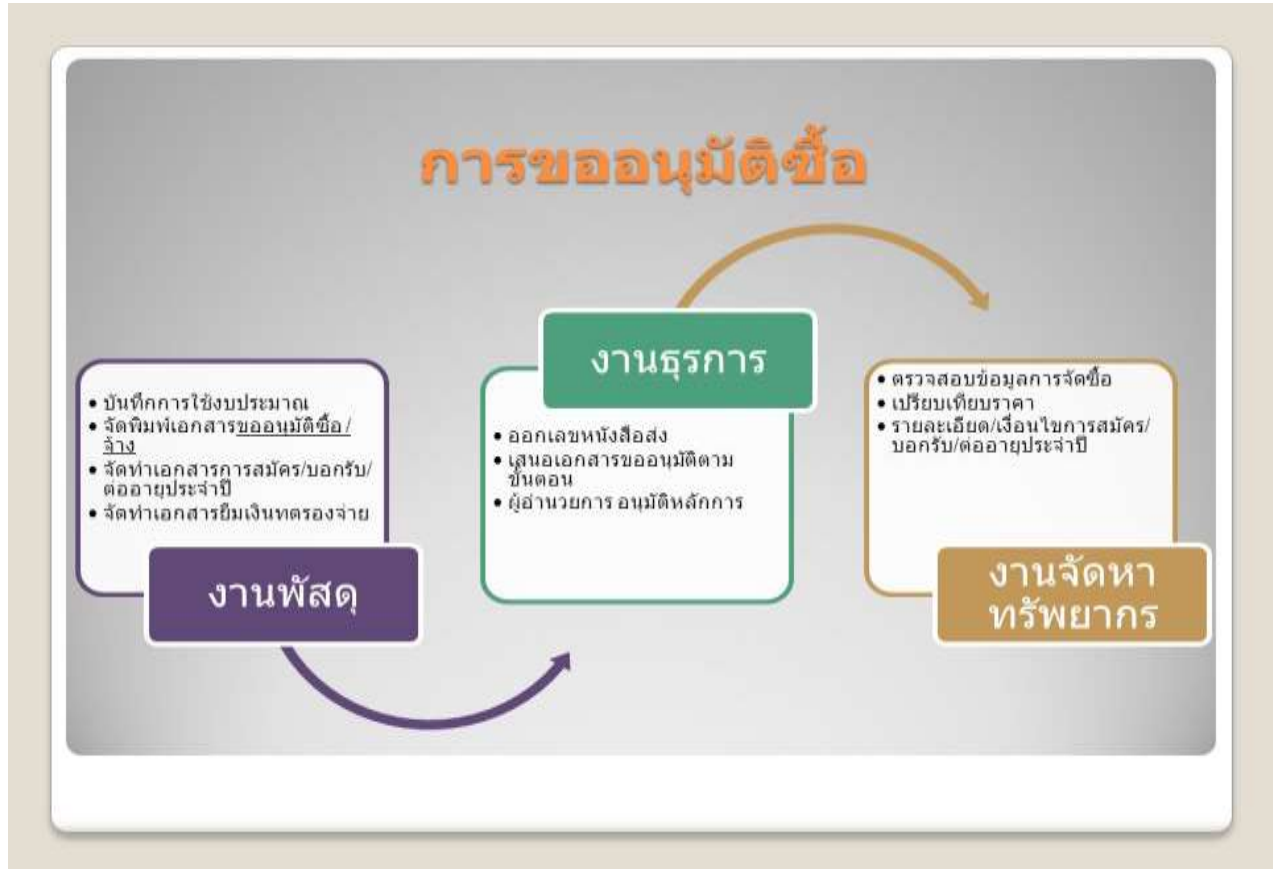 การขออนุมัติซื้อ
• บันทึกการใช้งบประมาณ
• จัดพิมพ์เอกสารขออนุมัติซื้อ/
จ้าง
• จัดทำเอกสารการสมัคร/บอกรับ/
ต่ออายุประจำปี
• จัดทำเอกสารยืมเงินทดรองจ่าย
งานพัสดุ
งานธุรการ
• ออกเลขหนังสือส่ง
• เสนอเอกสารขออนุมัติตาม
ขั้นตอน
• ผู้อำนวยการ อนุมัติหลักการ
• ตรวจสอบข้อมูลการจัดซื้อ
• เปรียบเทียบราคา
• รายละเอียด/เงื่อนไขการสมัคร/
บอกรับ/ต่ออายุประจำปี
งานจัดหา
ทรัพยากร